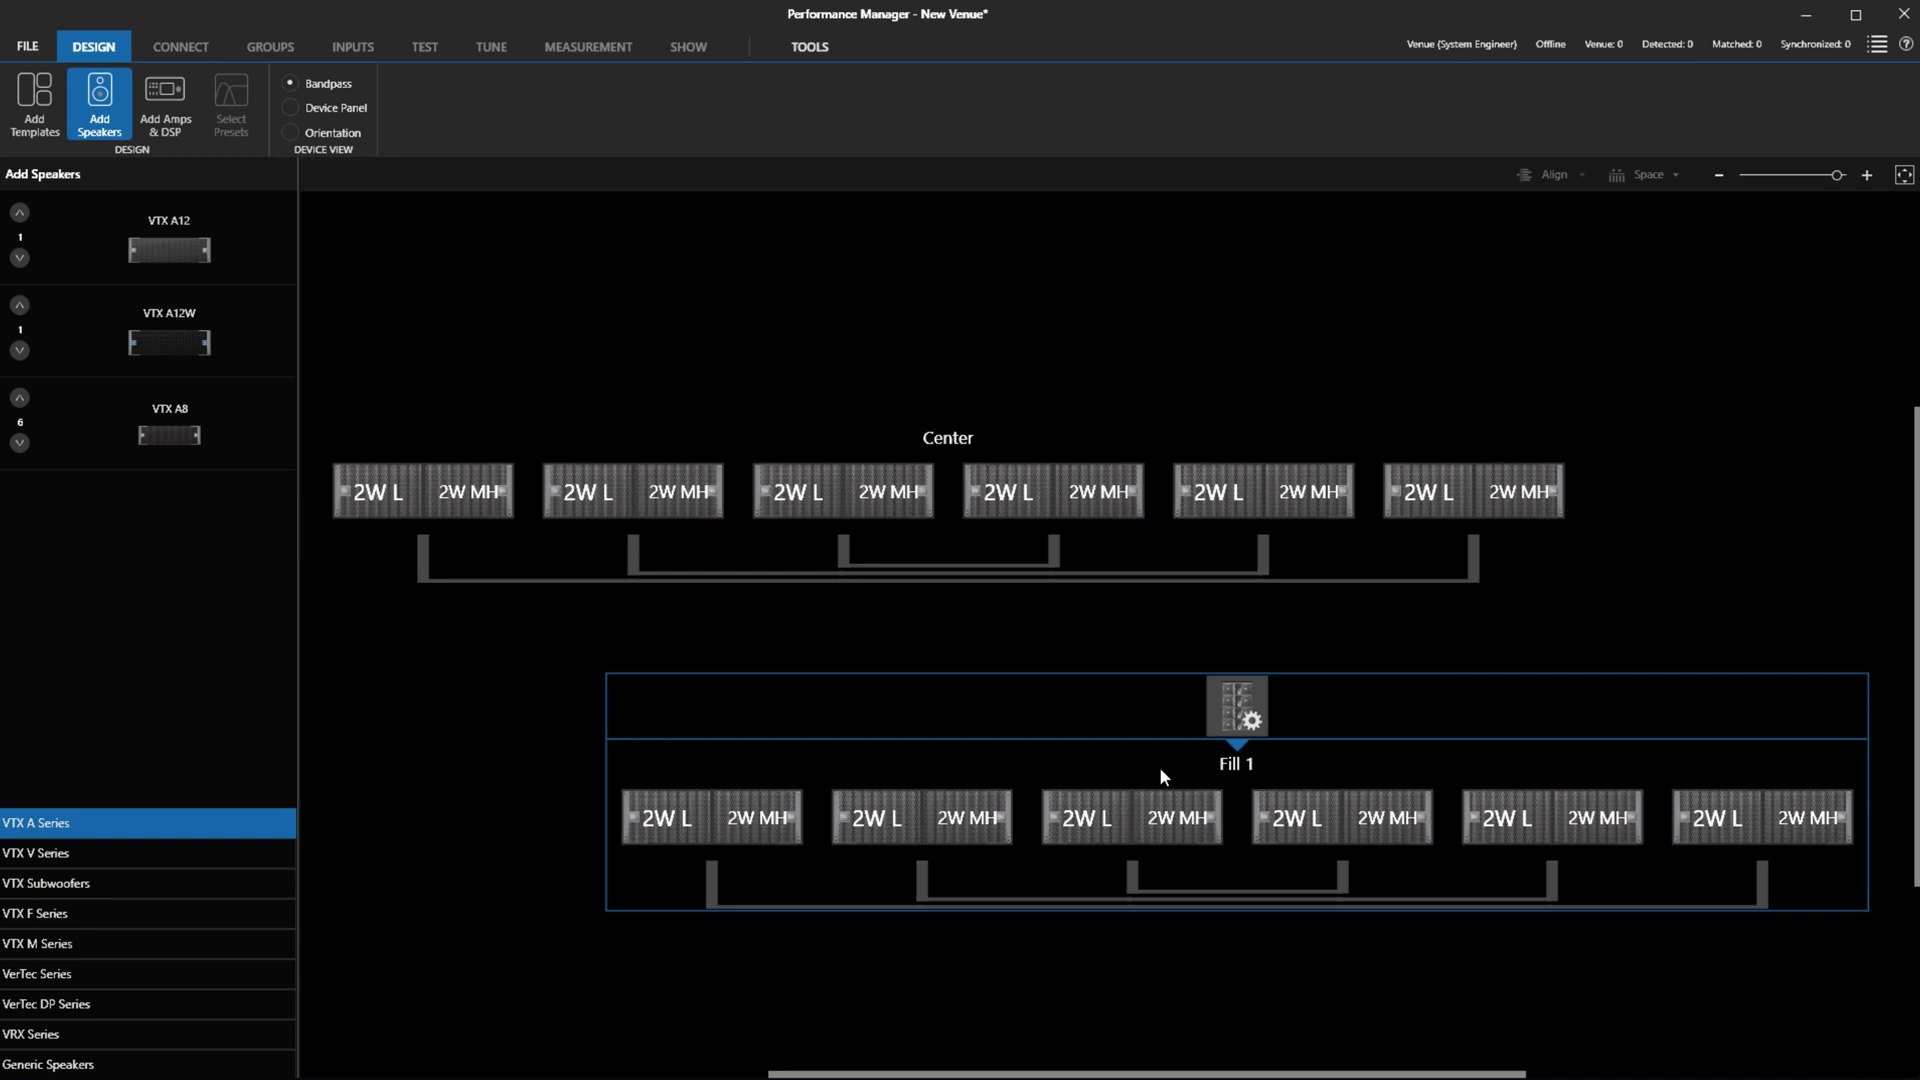 Performance Manager - New Venue*
FILE DESIGN CONNECT GROUPS INPUTS TEST TUNE MEASUREMENT SHOW TOOLS
Venue (System Engineer) Offline Venue: 0 Detected: 0 Matched: 0 Synchronized: 0
Add Templates
Add Speakers
Add Amps & DSP
Select Presets
DESIGN
Bandpass
Device Panel
Orientation
DEVICE VIEW
Add Speakers
Align Space
VTX A12
1
VTX A12W
1
VTX A8
6
Center
2W L 2W MH 2W L 2W MH 2W L 2W MH 2W L 2W MH 2W L 2W MH 2W L 2W MH
Fill 1
2W L 2W MH 2W L 2W MH 2W L 2W MH 2W L 2W MH 2W L 2W MH 2W L 2W MH
VTX A Series
VTX V Series
VTX Subwoofers
VTX F Series
VTX M Series
VerTec Series
VerTec DP Series
VRX Series
Generic Speakers